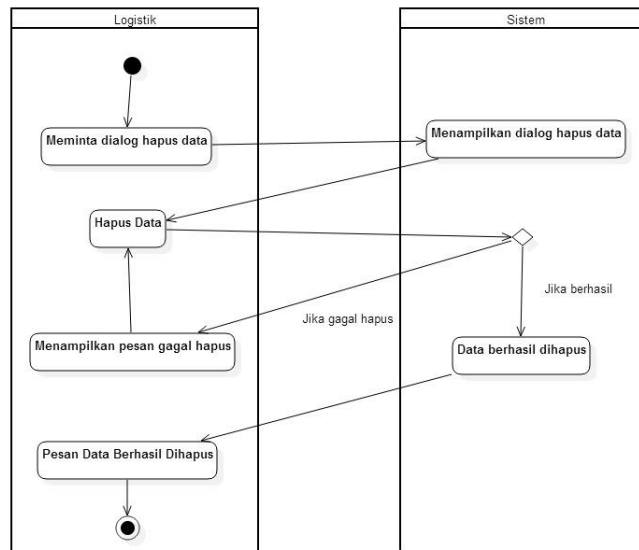 Logistik
Sistem
Meminta dialog hapus data
Menampilkan dialog hapus data
Hapus Data
Jika berhasil
Jika gagal hapus
Menampilkan pesan gagal hapus
Data berhasil dihapus
Pesan Data Berhasil Dihapus